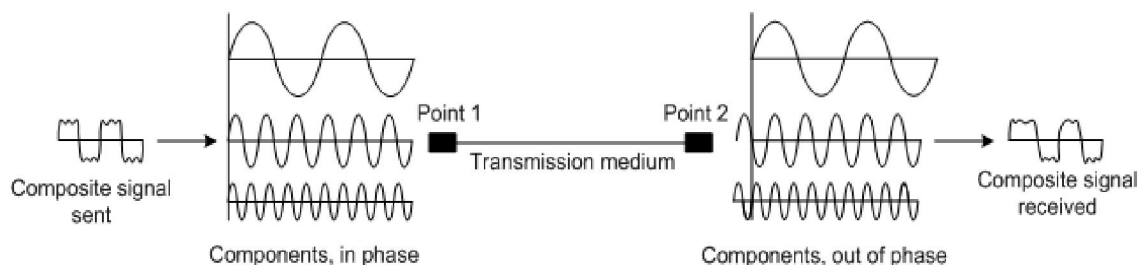 Composite signal
sent
Components, in phase
Point 1
Transmission medium
Point 2
Components, out of phase
Composite signal
received